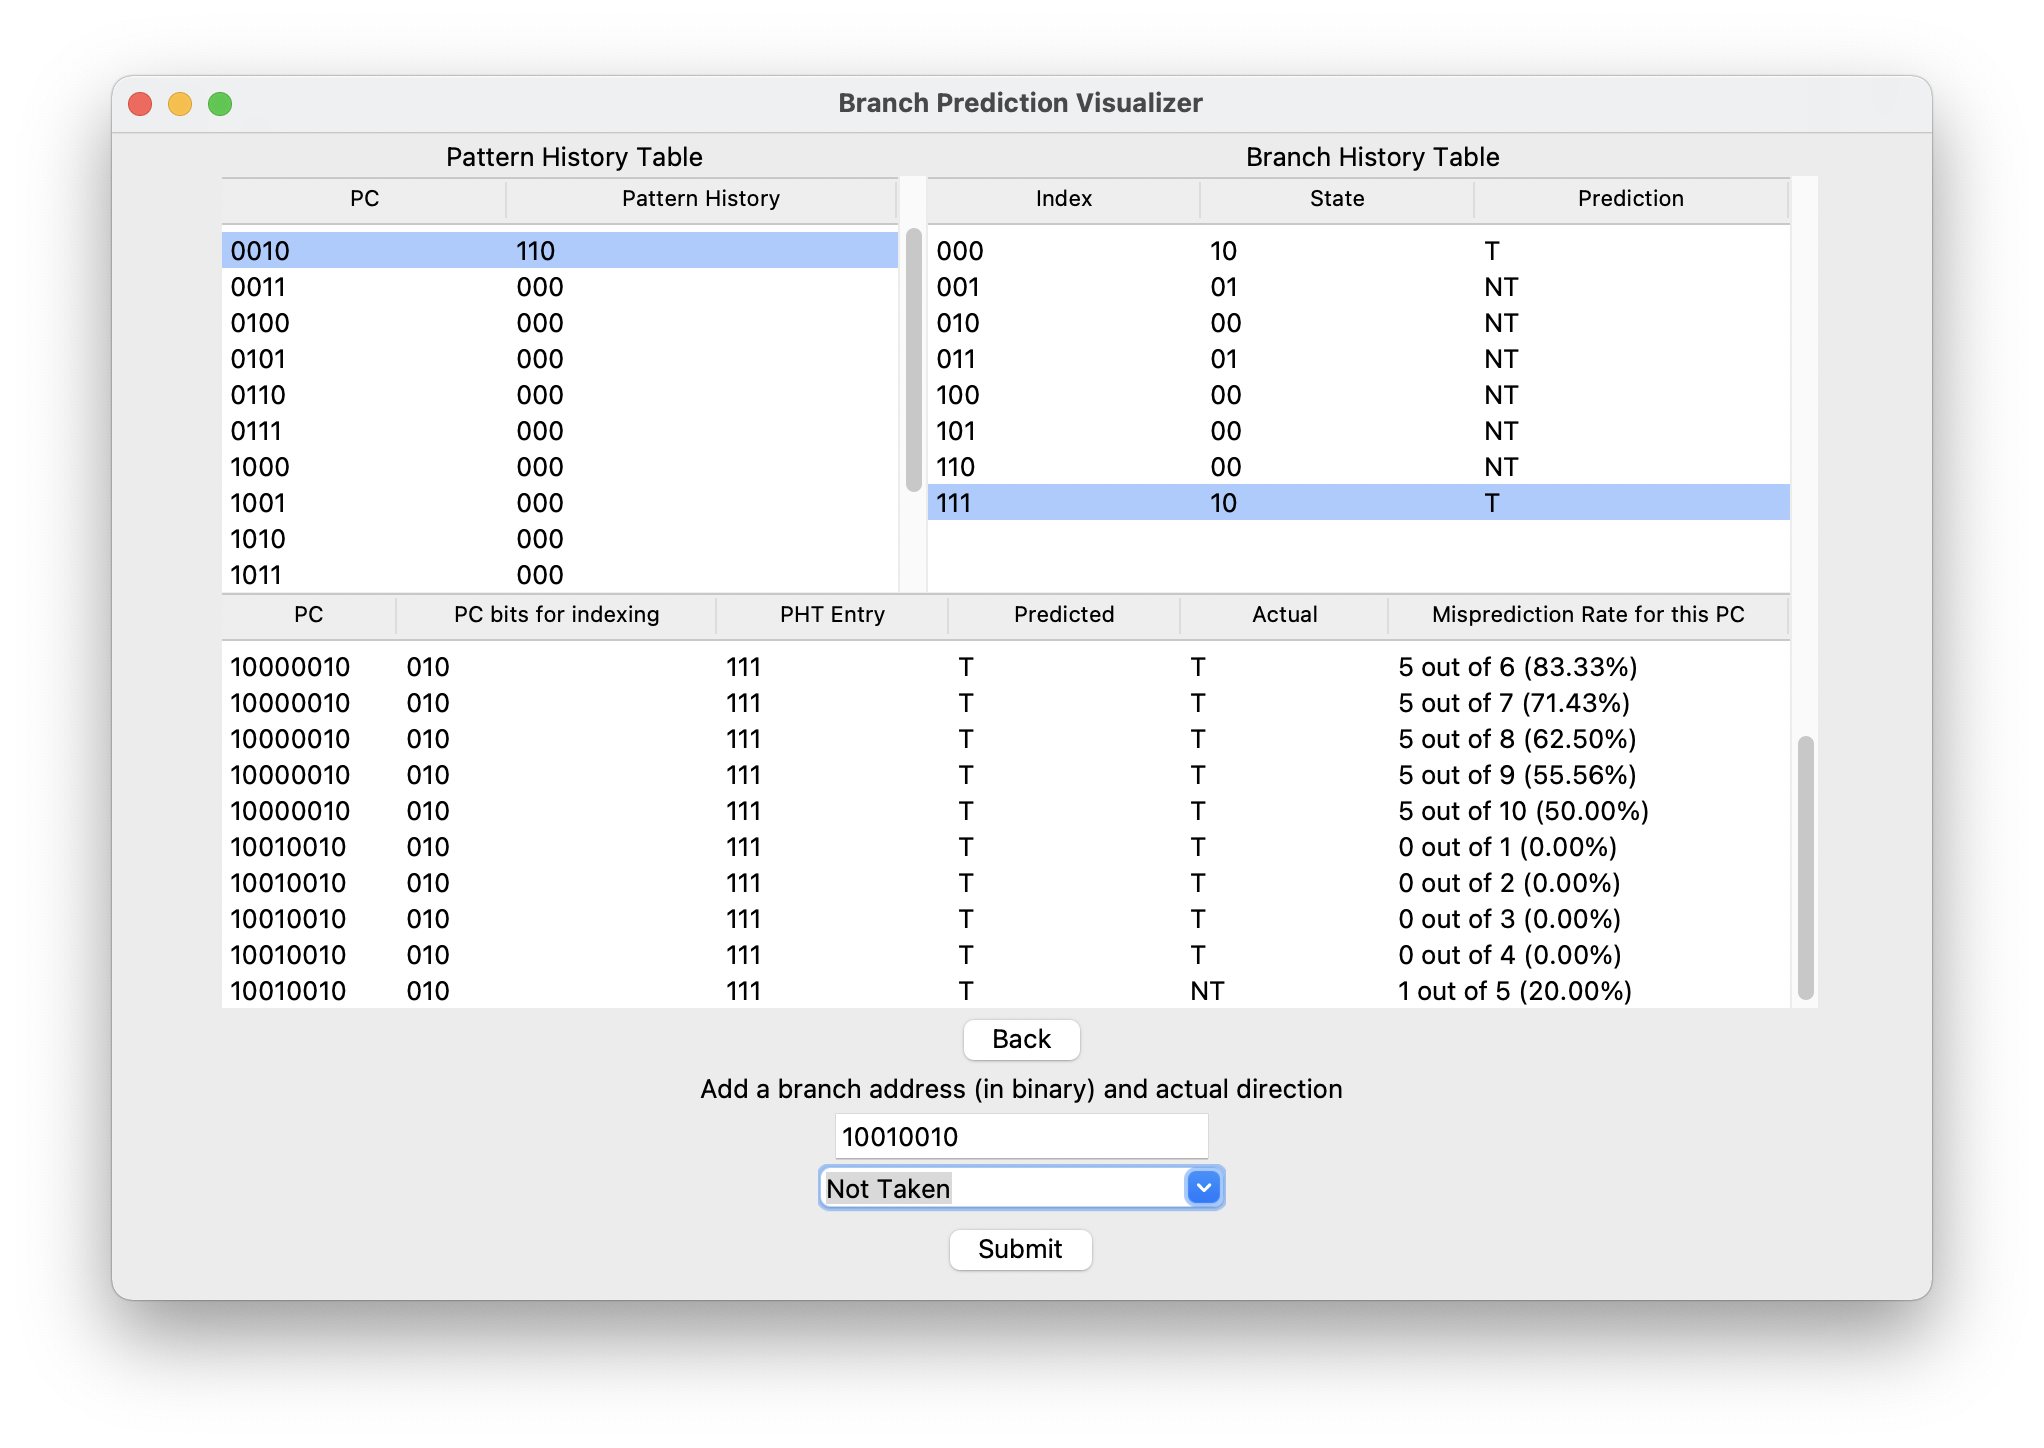 Branch Prediction Visualizer
Pattern History Table
PC Pattern History
0010 110
0011 000
0100 000
0101 000
0110 000
0111 000
1000 000
1001 000
1010 000
1011 000
Branch History Table
Index State Prediction
000 10 T
001 01 NT
010 00 NT
011 01 NT
100 00 NT
101 00 NT
110 00 NT
111 10 T
PC PC bits for indexing PHT Entry Predicted Actual Misprediction Rate for this PC
10000010 010 111 T T 5 out of 6 (83.33%)
10000010 010 111 T T 5 out of 7 (71.43%)
10000010 010 111 T T 5 out of 8 (62.50%)
10000010 010 111 T T 5 out of 9 (55.56%)
10000010 010 111 T T 5 out of 10 (50.00%)
10010010 010 111 T T 0 out of 1 (0.00%)
10010010 010 111 T T 0 out of 2 (0.00%)
10010010 010 111 T T 0 out of 3 (0.00%)
10010010 010 111 T T 0 out of 4 (0.00%)
10010010 010 111 T NT 1 out of 5 (20.00%)
Back
Add a branch address (in binary) and actual direction
10010010
Not Taken
Submit